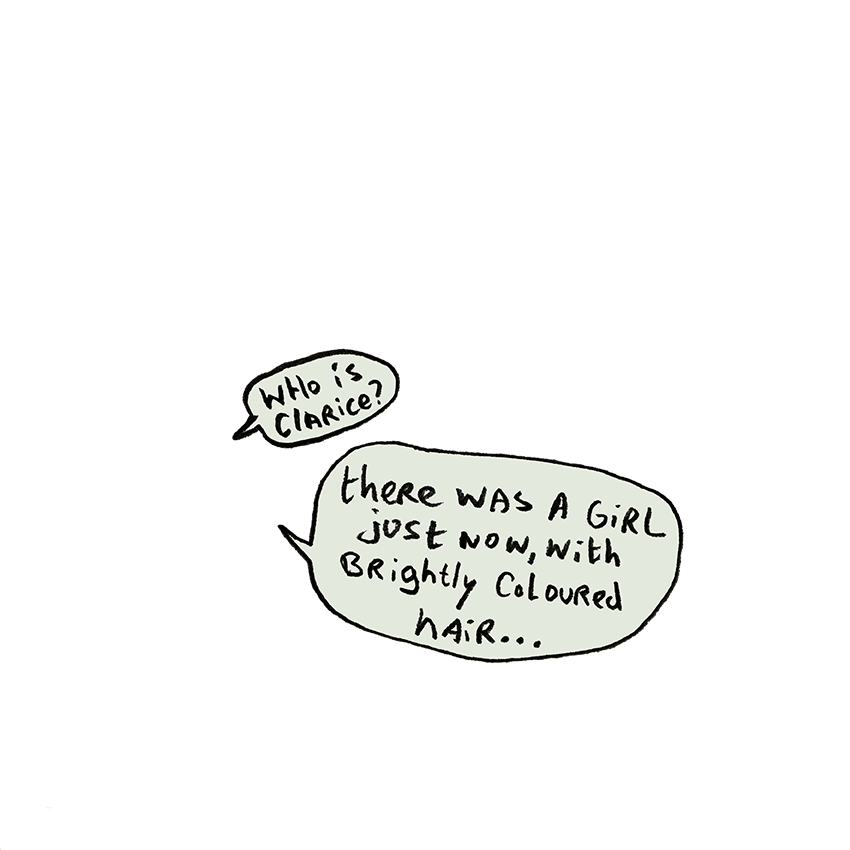 WHO is
CLARice?
there WAS A GiRL
just now, with
BRightly CoLOURed
hAiR...